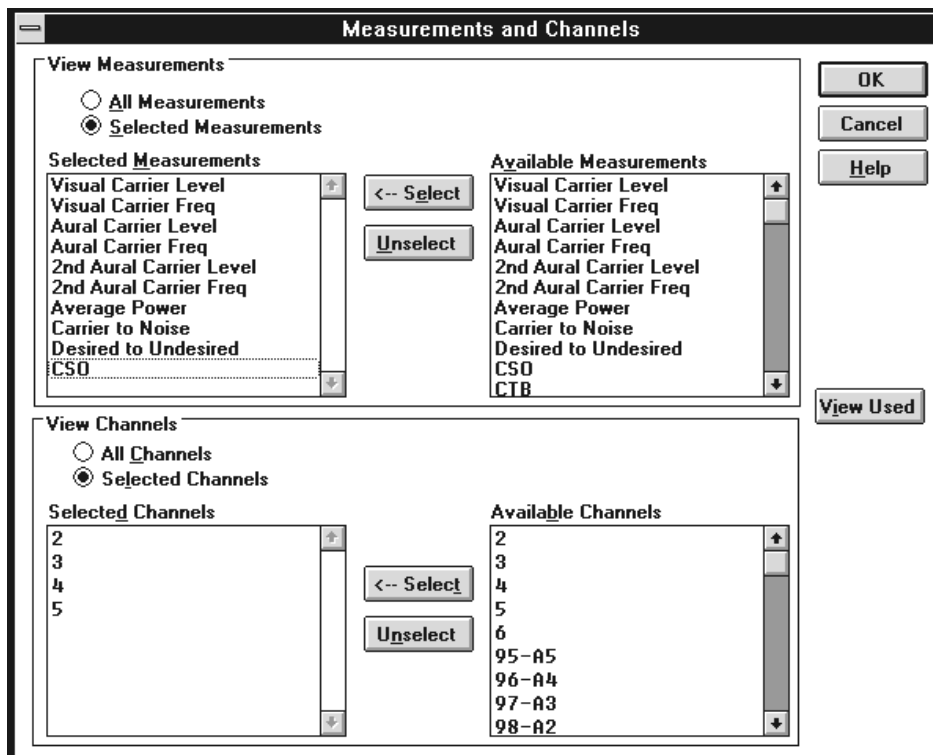 Measurements and Channels
View Measurements
All Measurements
Selected Measurements
Selected Measurements
Visual Carrier Level
Visual Carrier Freq
Aural Carrier Level
Aural Carrier Freq
2nd Aural Carrier Level
2nd Aural Carrier Freq
Average Power
Carrier to Noise
Desired to Undesired
CSO
<-- Select
Unselect
Available Measurements
Visual Carrier Level
Visual Carrier Freq
Aural Carrier Level
Aural Carrier Freq
2nd Aural Carrier Level
2nd Aural Carrier Freq
Average Power
Carrier to Noise
Desired to Undesired
CSO
CTB
OK
Cancel
Help
View Used
View Channels
All Channels
Selected Channels
Selected Channels
2
3
4
5
<-- Select
Unselect
Available Channels
2
3
4
5
6
95-A5
96-A4
97-A3
98-A2